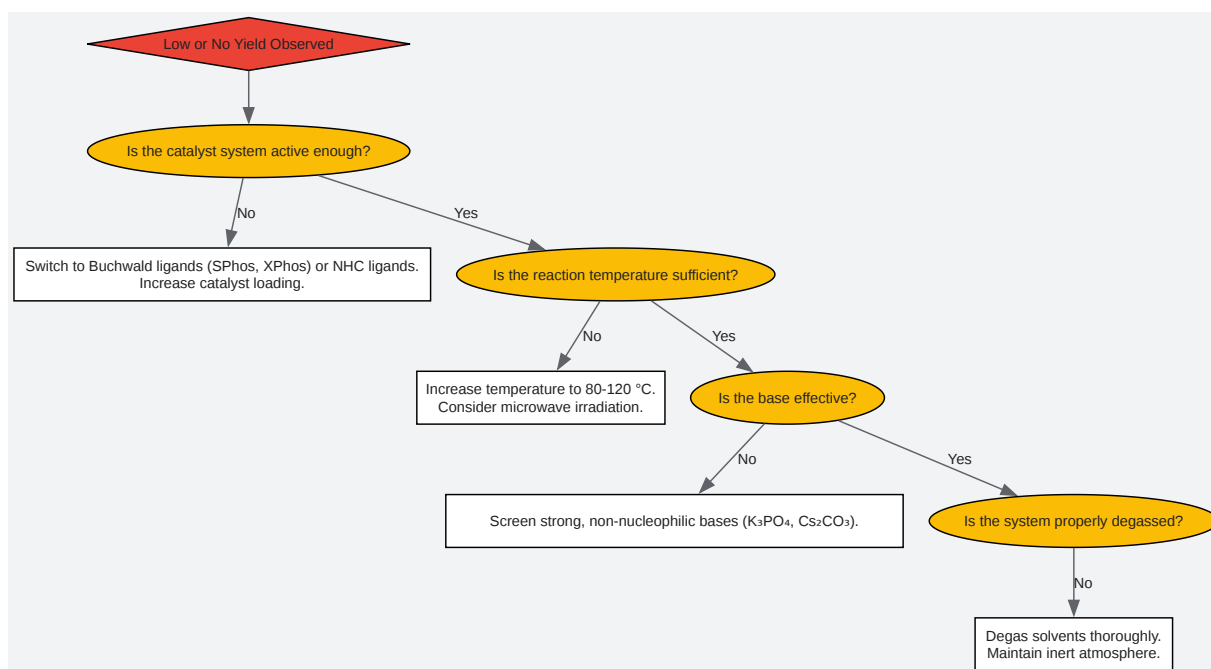 Low or No Yield Observed
Is the catalyst system active enough?
No
Yes
Switch to Buchwald ligands (SPhos, XPhos) or NHC ligands.
Increase catalyst loading.
Is the reaction temperature sufficient?
No
Yes
Increase temperature to 80-120 °C.
Consider microwave irradiation.
Is the base effective?
No
Yes
Screen strong, non-nucleophilic bases (K₃PO₄, Cs₂CO₃).
Is the system properly degassed?
No
Degas solvents thoroughly.
Maintain inert atmosphere.